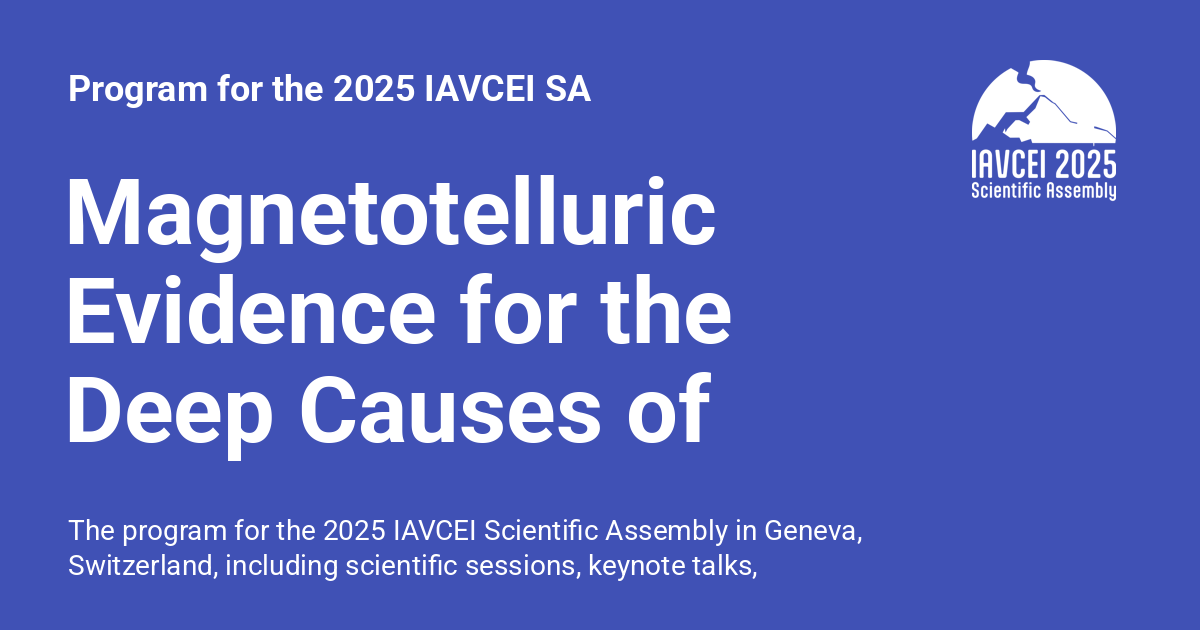 Program for the 2025 IAVCEI SA
IAVCEI 2025
Scientific Assembly
Magnetotelluric
Evidence for the
Deep Causes of
The program for the 2025 IAVCEI Scientific Assembly in Geneva,
Switzerland, including scientific sessions, keynote talks,